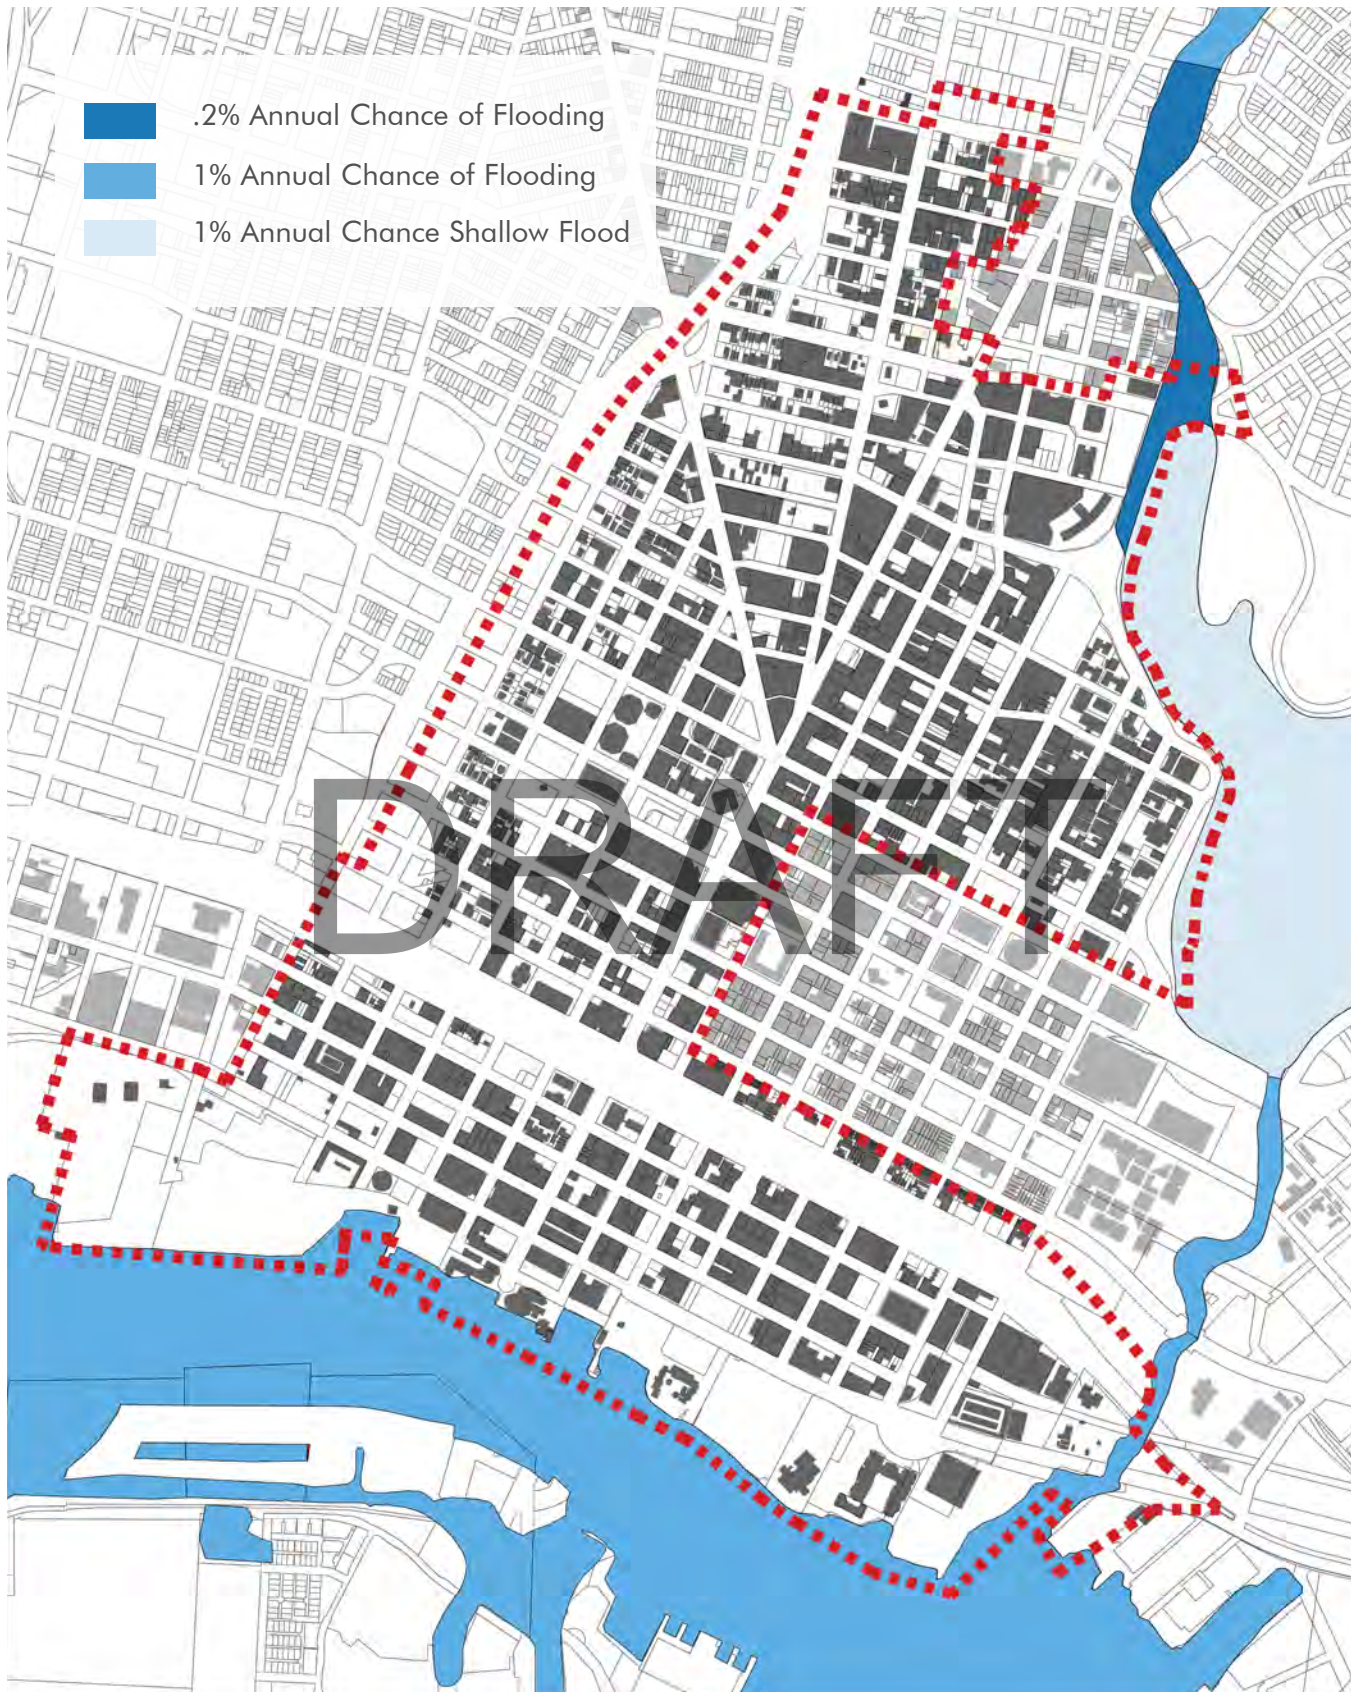 .2% Annual Chance of Flooding
1% Annual Chance of Flooding
1% Annual Chance Shallow Flood
DRAFT